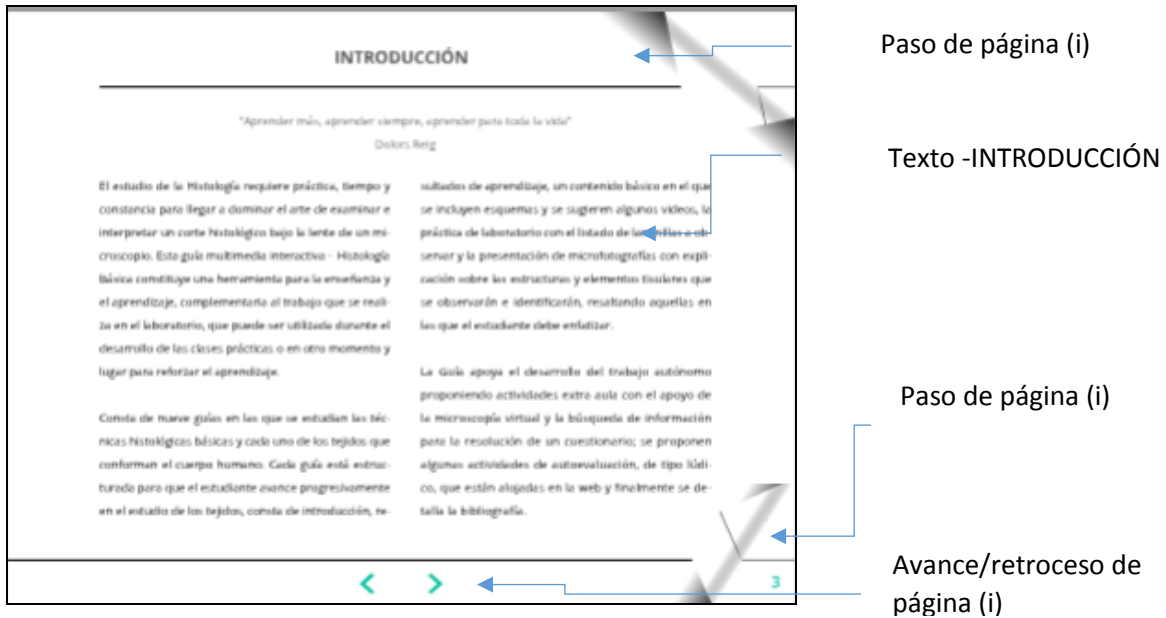 INTRODUCCIÓN
"Aprender más, aprender siempre, aprender para toda la vida"
Dolors Reig
El estudio de la Histología requiere práctica, tiempo y
constancia para llegar a dominar el arte de examinar e
interpretar un corte histológico bajo la lente de un mi-
croscopio. Esta guía multimedia interactiva - Histología
Básica constituye una herramienta para la enseñanza y
el aprendizaje, complementaria al trabajo que se reali-
za en el laboratorio, que puede ser utilizada durante el
desarrollo de las clases prácticas o en otro momento y
lugar para reforzar el aprendizaje.
Consta de nueve guías en las que se estudian las téc-
nicas histológicas básicas y cada uno de los tejidos que
conforman el cuerpo humano. Cada guía está estruc-
turada para que el estudiante avance progresivamente
en el estudio de los tejidos, consta de introducción, re-
sultados de aprendizaje, un contenido básico en el que
se incluyen esquemas y se sugieren algunos videos, la
práctica de laboratorio con el listado de a ob-
servar y la presentación de microfotografías con expli-
cación sobre las estructuras y elementos tisulares que
se observarán e identificarán, resaltando aquellas en
las que el estudiante debe enfatizar.
La Guía apoya el desarrollo del trabajo autónomo
proponiendo actividades extra aula con el apoyo de
la microscopía virtual y la búsqueda de información
para la resolución de un cuestionario; se proponen
algunas actividades de autoevaluación, de tipo lúdi-
co, que están alojadas en la web y finalmente se de-
talla la bibliografía.
3
Paso de página (i)
Texto -INTRODUCCIÓN
Paso de página (i)
Avance/retroceso de
página (i)